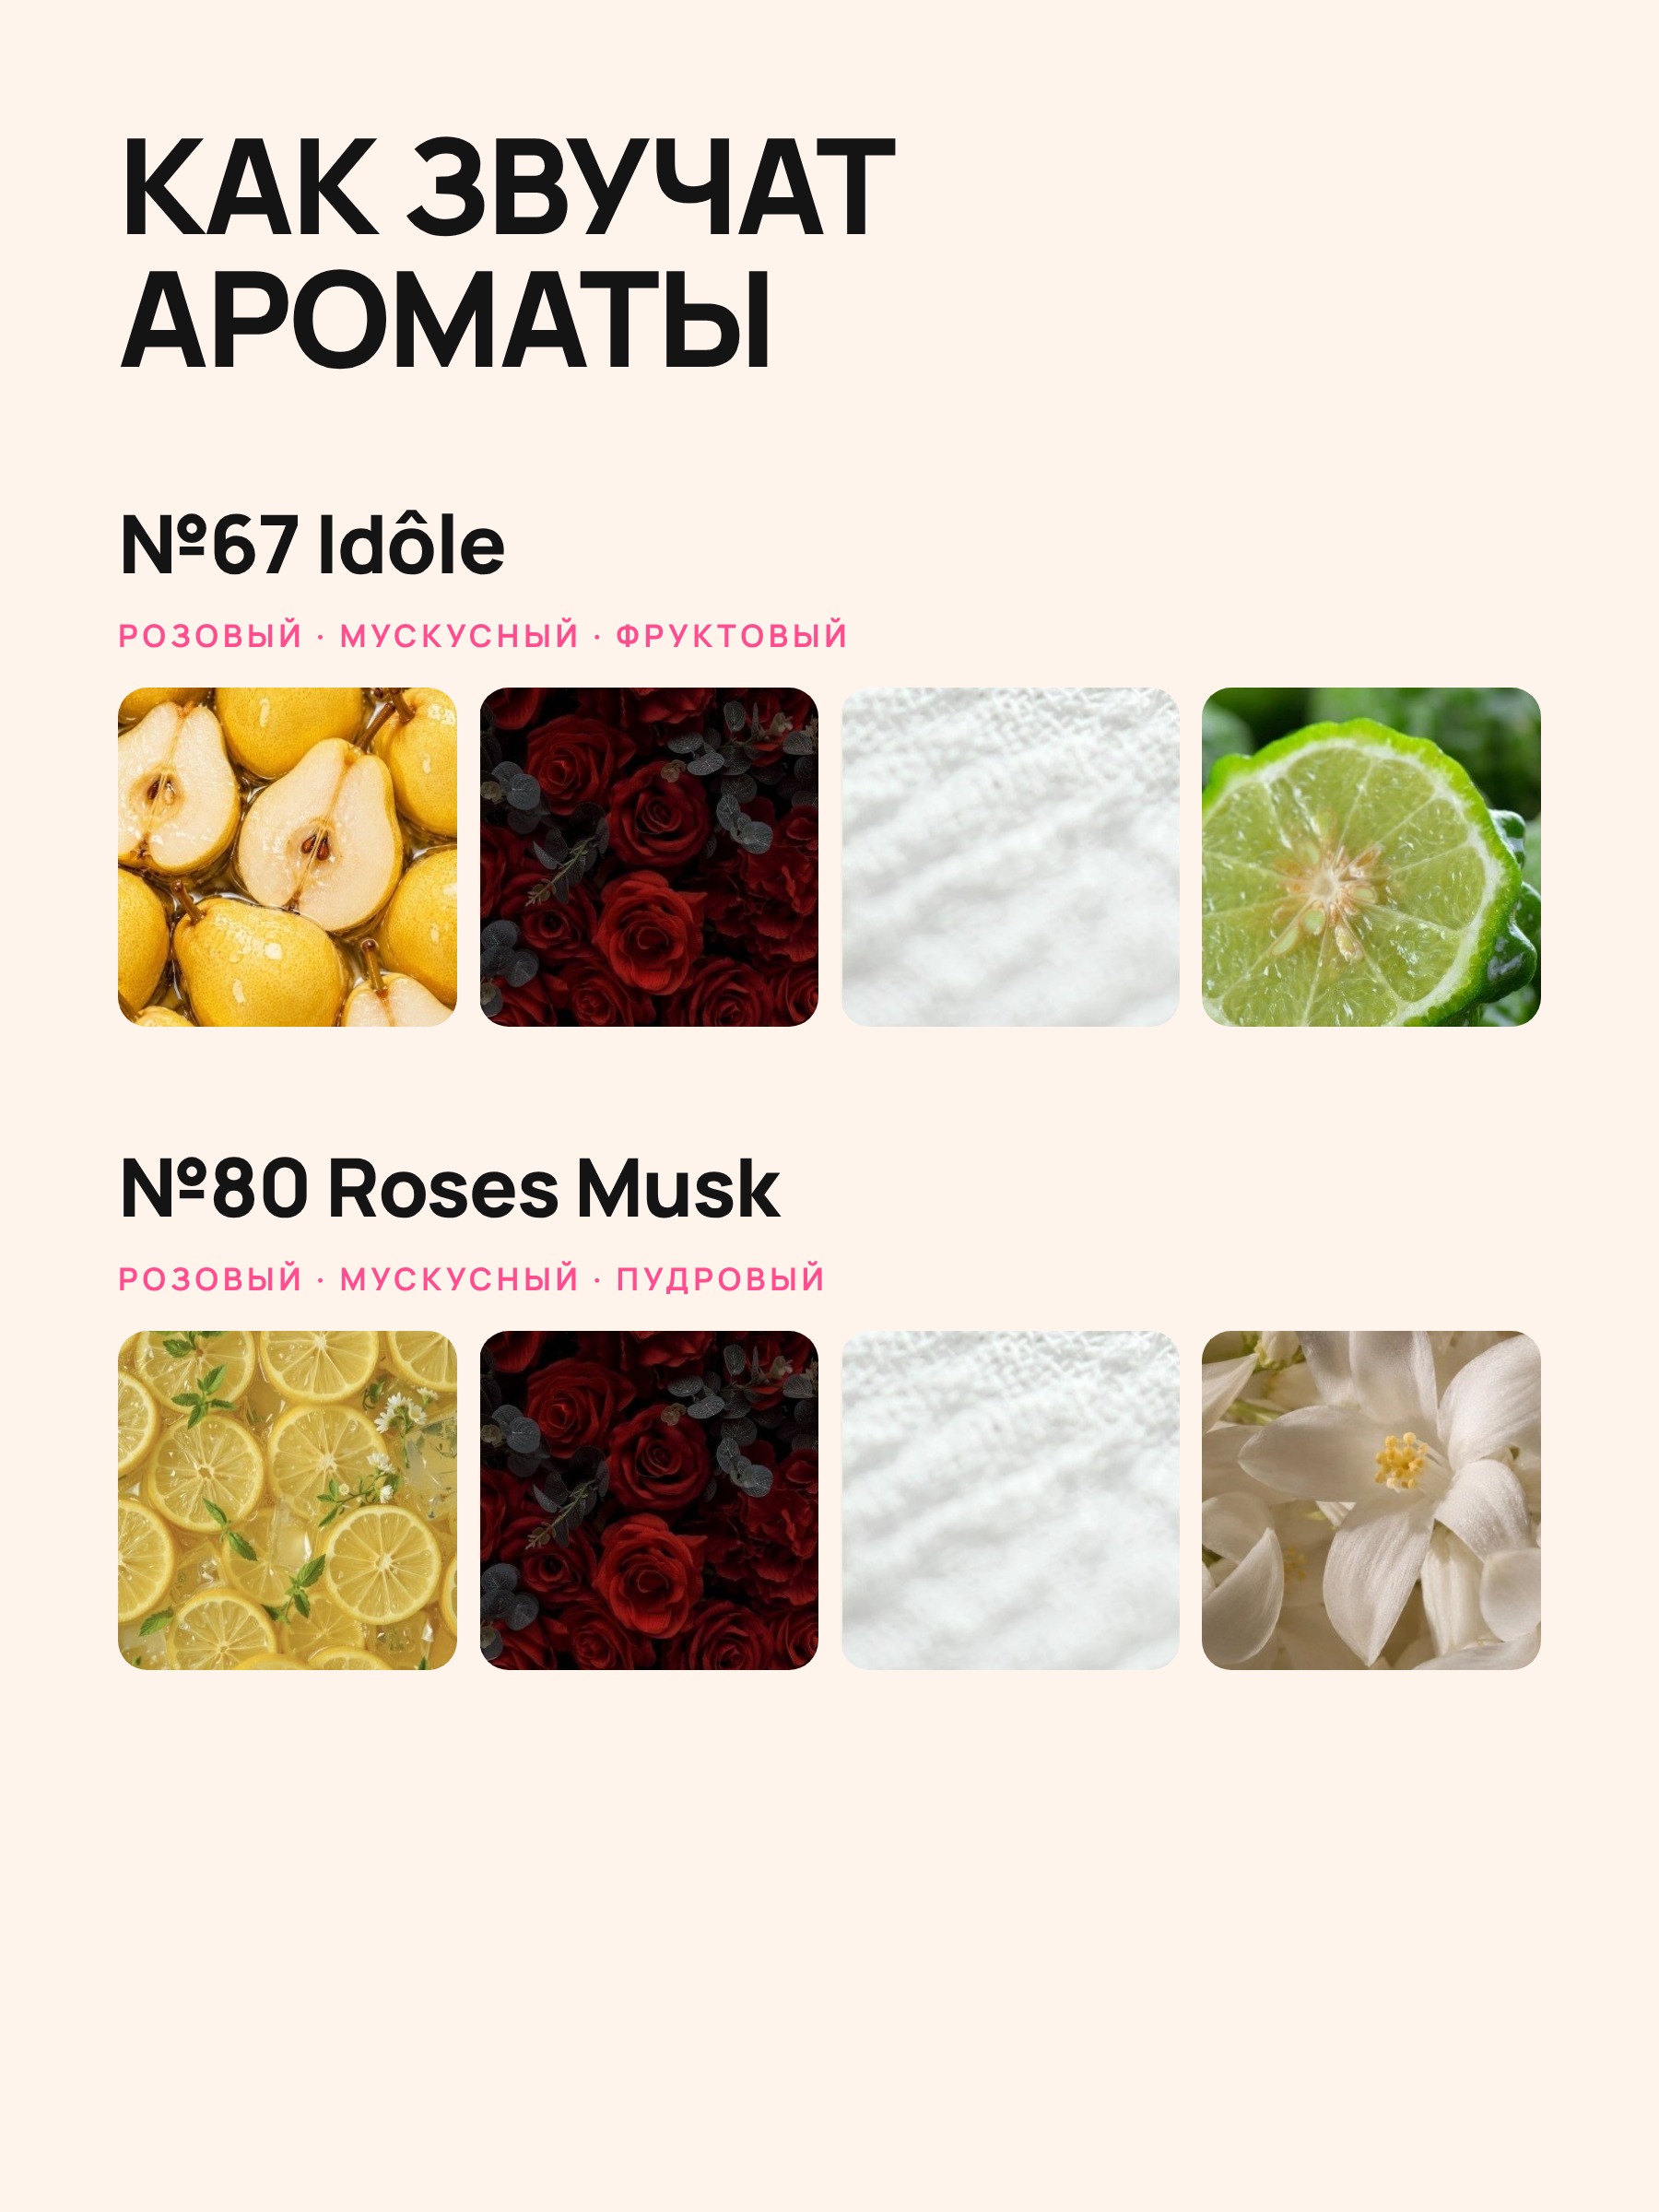 КАК ЗВУЧАТ
АРОМАТЫ
№67 Idôle
РОЗОВЫЙ · МУСКУСНЫЙ · ФРУКТОВЫЙ
№80 Roses Musk
РОЗОВЫЙ · МУСКУСНЫЙ · ПУДРОВЫЙ